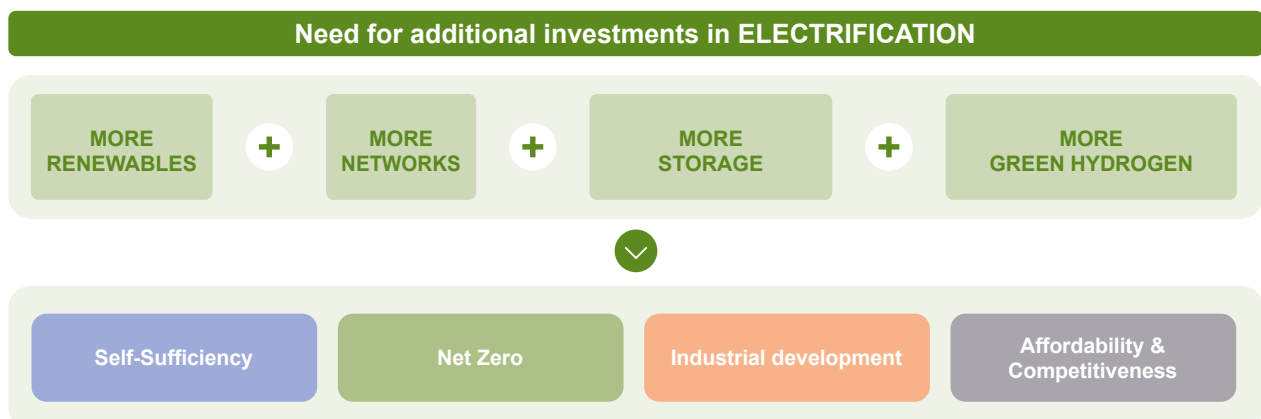 Need for additional investments in ELECTRIFICATION
MORE
RENEWABLES
+
MORE
NETWORKS
+
MORE
STORAGE
+
MORE
GREEN HYDROGEN
Self-Sufficiency
Net Zero
Industrial development
Affordability &
Competitiveness